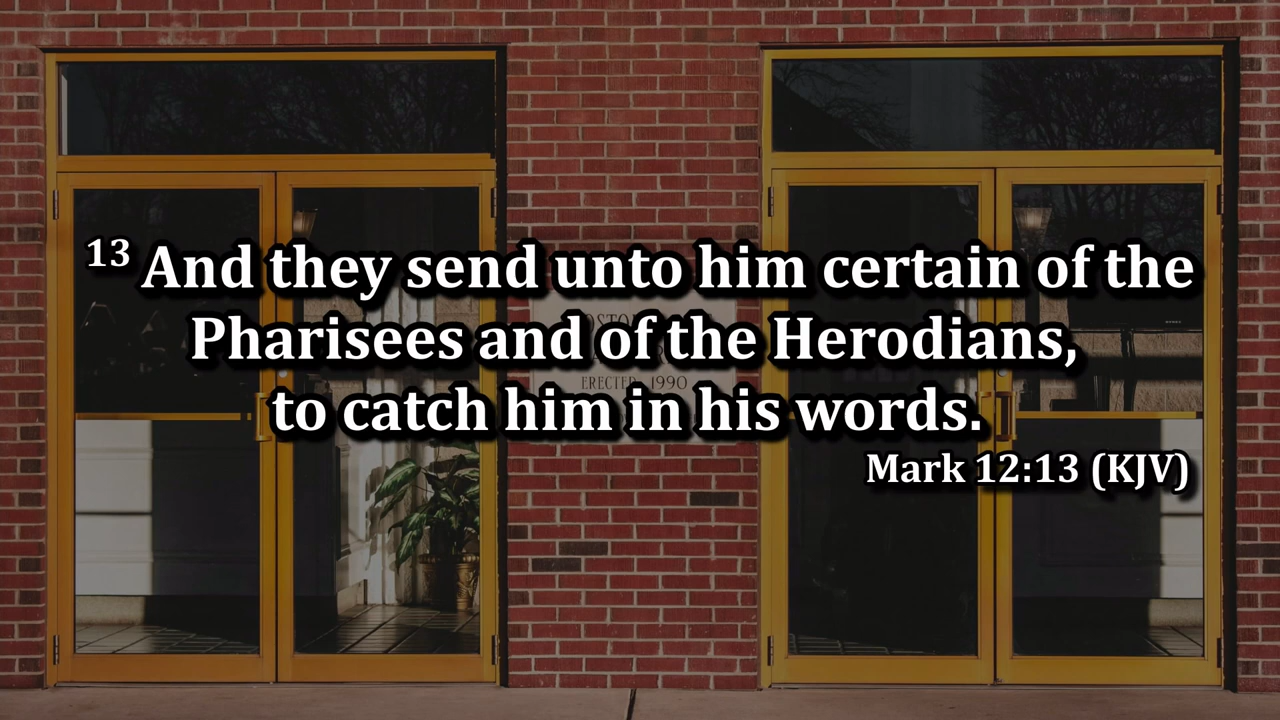 13 And they send unto him certain of the
Pharisees and of the Herodians,
to catch him in his words.
Mark 12:13 (KJV)
ERECTED 1990